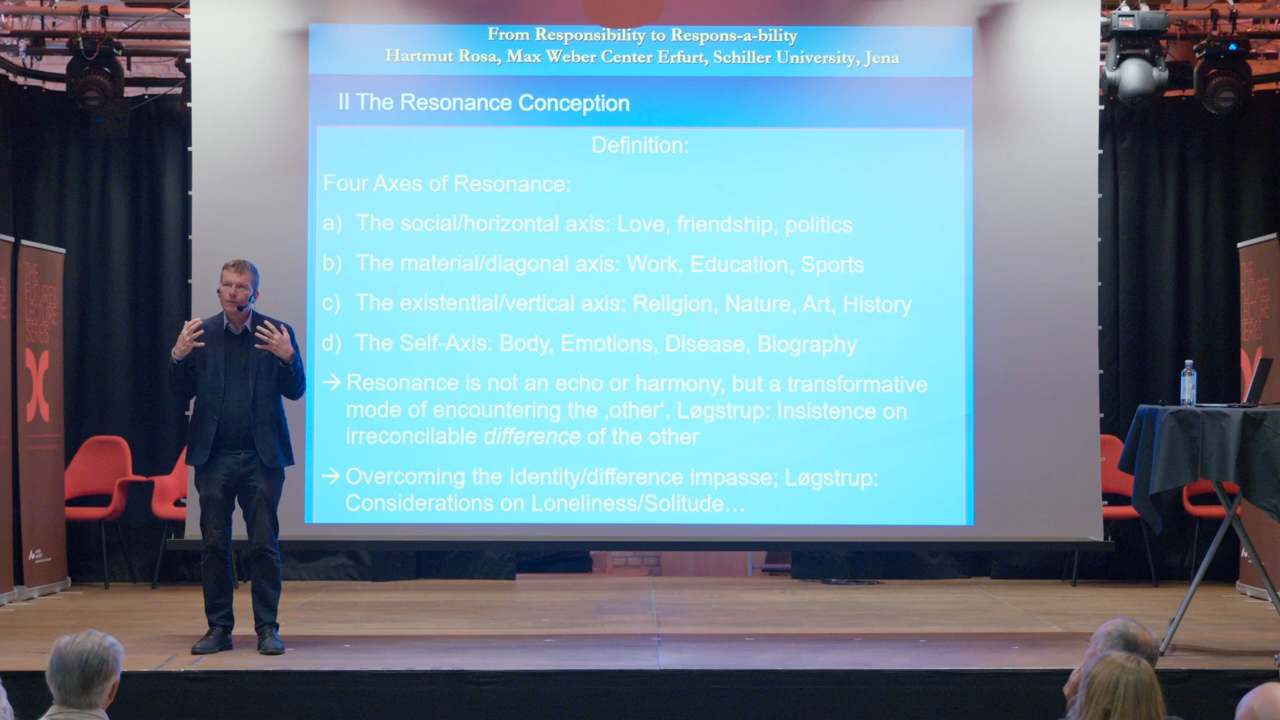 From Responsibility to Respons-a-bility
Hartmut Rosa, Max Weber Center Erfurt, Schiller University, Jena
II The Resonance Conception
Definition:
Four Axes of Resonance:
a) The social/horizontal axis: Love, friendship, politics
b) The material/diagonal axis: Work, Education, Sports
c) The existential/vertical axis: Religion, Nature, Art, History
d) The Self-Axis: Body, Emotions, Disease, Biography
→ Resonance is not an echo or harmony, but a transformative
mode of encountering the ‚other‘. Løgstrup: Insistence on
irreconcilable difference of the other
→ Overcoming the Identity/difference impasse; Løgstrup:
Considerations on Loneliness/Solitude…